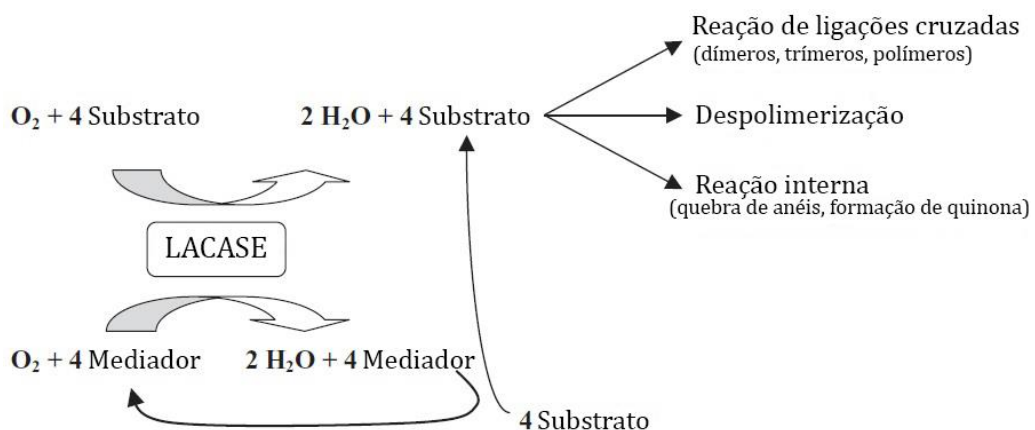 Reação de ligações cruzadas
(dímeros, trímeros, polímeros)
O₂ + 4 Substrato
2 H₂O + 4 Substrato
Despolimerização
Reação interna
(quebra de anéis, formação de quinona)
LACASE
O₂ + 4 Mediador
2 H₂O + 4 Mediador
4 Substrato